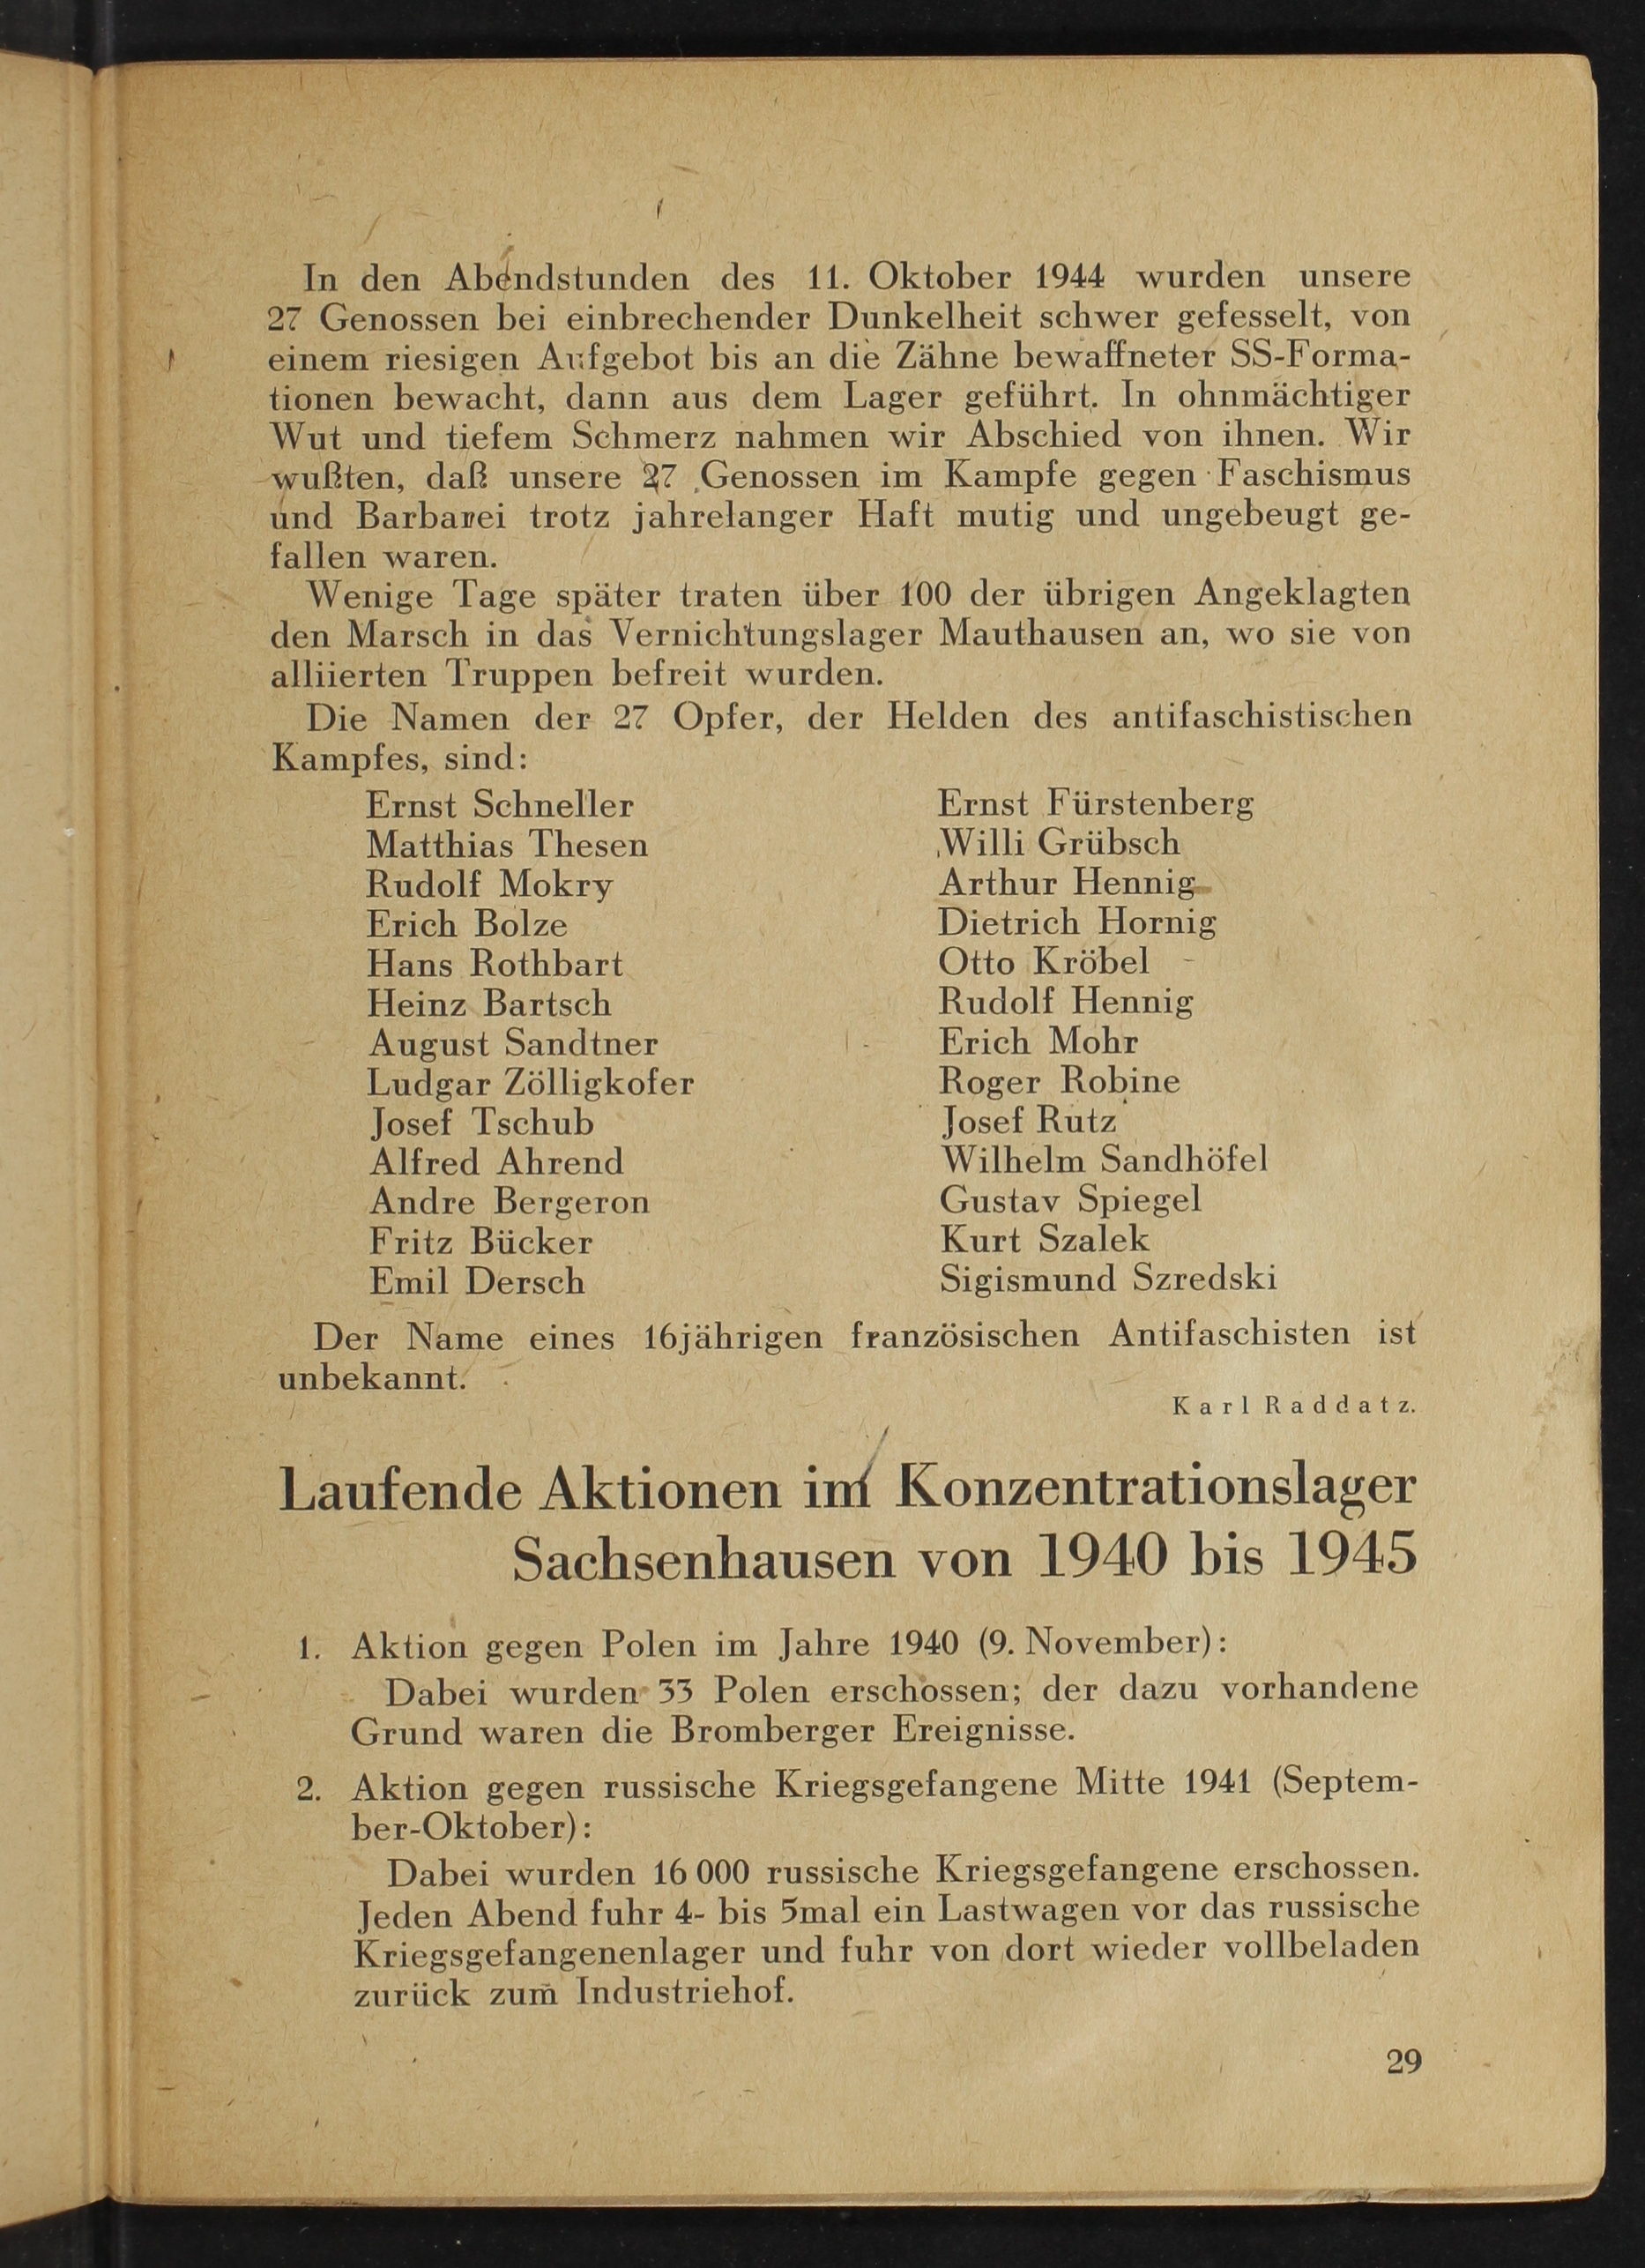 In den Abendstunden des 11. Oktober 1944 wurden unsere
27 Genossen bei einbrechender Dunkelheit schwer gefesselt, von
einem riesigen Aufgebot bis an die Zähne bewaffneter SS-Forma-
tionen bewacht, dann aus dem Lager geführt. In ohnmächtiger
Wut und tiefem Schmerz nahmen wir Abschied von ihnen. Wir
wußten, daß unsere 27 Genossen im Kampfe gegen Faschismus
und Barbarei trotz jahrelanger Haft mutig und ungebeugt ge-
fallen waren.
Wenige Tage später traten über 100 der übrigen Angeklagten
den Marsch in das Vernichtungslager Mauthausen an, wo sie von
alliierten Truppen befreit wurden.
Die Namen der 27 Opfer, der Helden des antifaschistischen
Kampfes, sind:
Ernst Schneller
Matthias Thesen
Rudolf Mokry
Erich Bolze
Hans Rothbart
Heinz Bartsch
August Sandtner
Ludgar Zölligkofer
Josef Tschub
Alfred Ahrend
Andre Bergeron
Fritz Bücker
Emil Dersch
Ernst Fürstenberg
Willi Grübsch
Arthur Hennig
Dietrich Hornig
Otto Kröbel
Rudolf Hennig
Erich Mohr
Roger Robine
Josef Rutz
Wilhelm Sandhöfel
Gustav Spiegel
Kurt Szalek
Sigismund Szredski
Der Name eines 16jährigen französischen Antifaschisten ist
unbekannt.
Karl Raddatz.
Laufende Aktionen im Konzentrationslager
Sachsenhausen von 1940 bis 1945
1. Aktion gegen Polen im Jahre 1940 (9. November):
Dabei wurden 33 Polen erschossen; der dazu vorhandene
Grund waren die Bromberger Ereignisse.
2. Aktion gegen russische Kriegsgefangene Mitte 1941 (Septem-
ber-Oktober):
Dabei wurden 16 000 russische Kriegsgefangene erschossen.
Jeden Abend fuhr 4- bis 5mal ein Lastwagen vor das russische
Kriegsgefangenenlager und fuhr von dort wieder vollbeladen
zurück zum Industriehof.
29